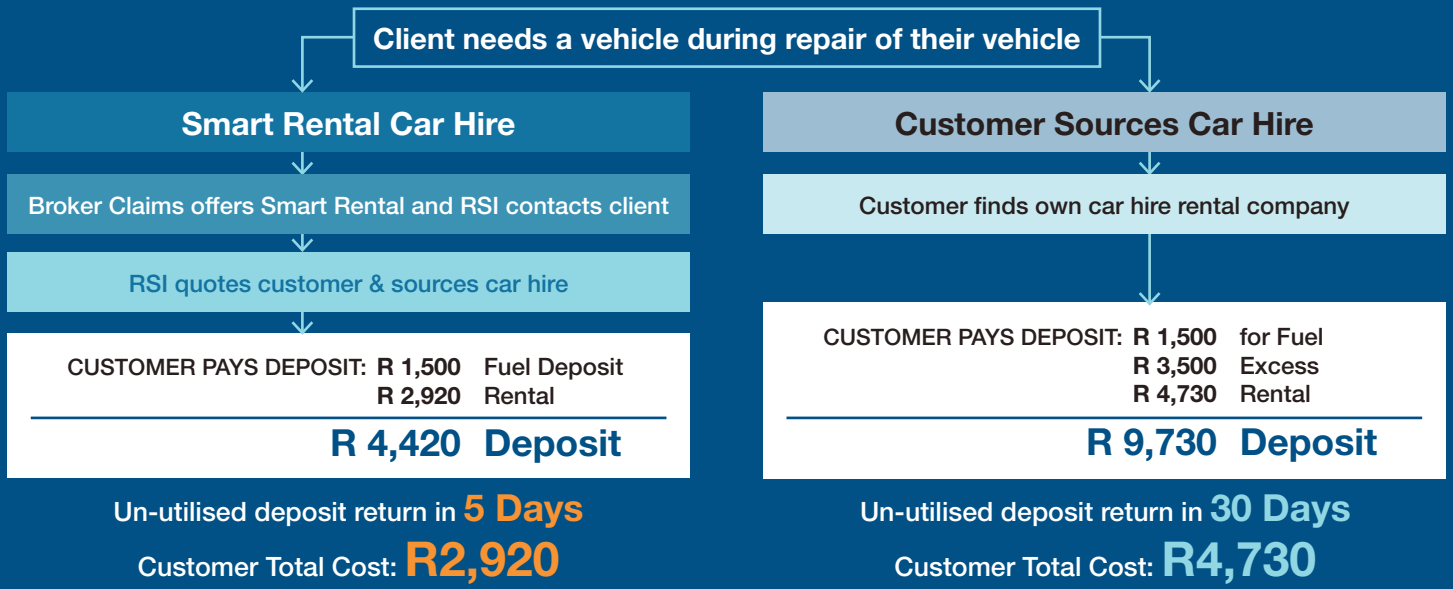 Client needs a vehicle during repair of their vehicle
Smart Rental Car Hire
Broker Claims offers Smart Rental and RSI contacts client
RSI quotes customer & sources car hire
CUSTOMER PAYS DEPOSIT: R 1,500 Fuel Deposit
R 2,920 Rental
R 4,420 Deposit
Un-utilised deposit return in 5 Days
Customer Total Cost: R2,920
Customer Sources Car Hire
Customer finds own car hire rental company
CUSTOMER PAYS DEPOSIT: R 1,500 for Fuel
R 3,500 Excess
R 4,730 Rental
R 9,730 Deposit
Un-utilised deposit return in 30 Days
Customer Total Cost: R4,730